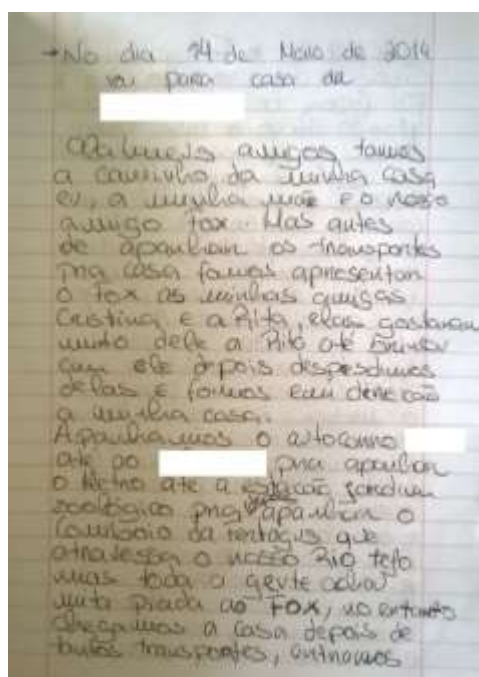 →No dia 24 de Maio de 2014
vou para casa da
Olá meus amigos tamos
a caminho da minha casa
eu, a minha mãe e o nosso
amigo fox. Mas antes
de apanhar os transportes
pra casa fomos apresentar
o fox as minhas amigas
Cristina e a Rita, elas gostaram
muito dele a Rita até brincou
com ele depois despedimos
delas e fomos em direcão
a minha casa.
Apanhamos o autocarro
até ao pra apanhar
o Metro até a estação jardim
zoológico pra apanhar o
Comboio da fertagus que
atravessa o nosso Rio tejo
mas toda a gente achou
muita piada ao FOX, no entanto
chegamos a casa depois de
tantos transportes, entramos